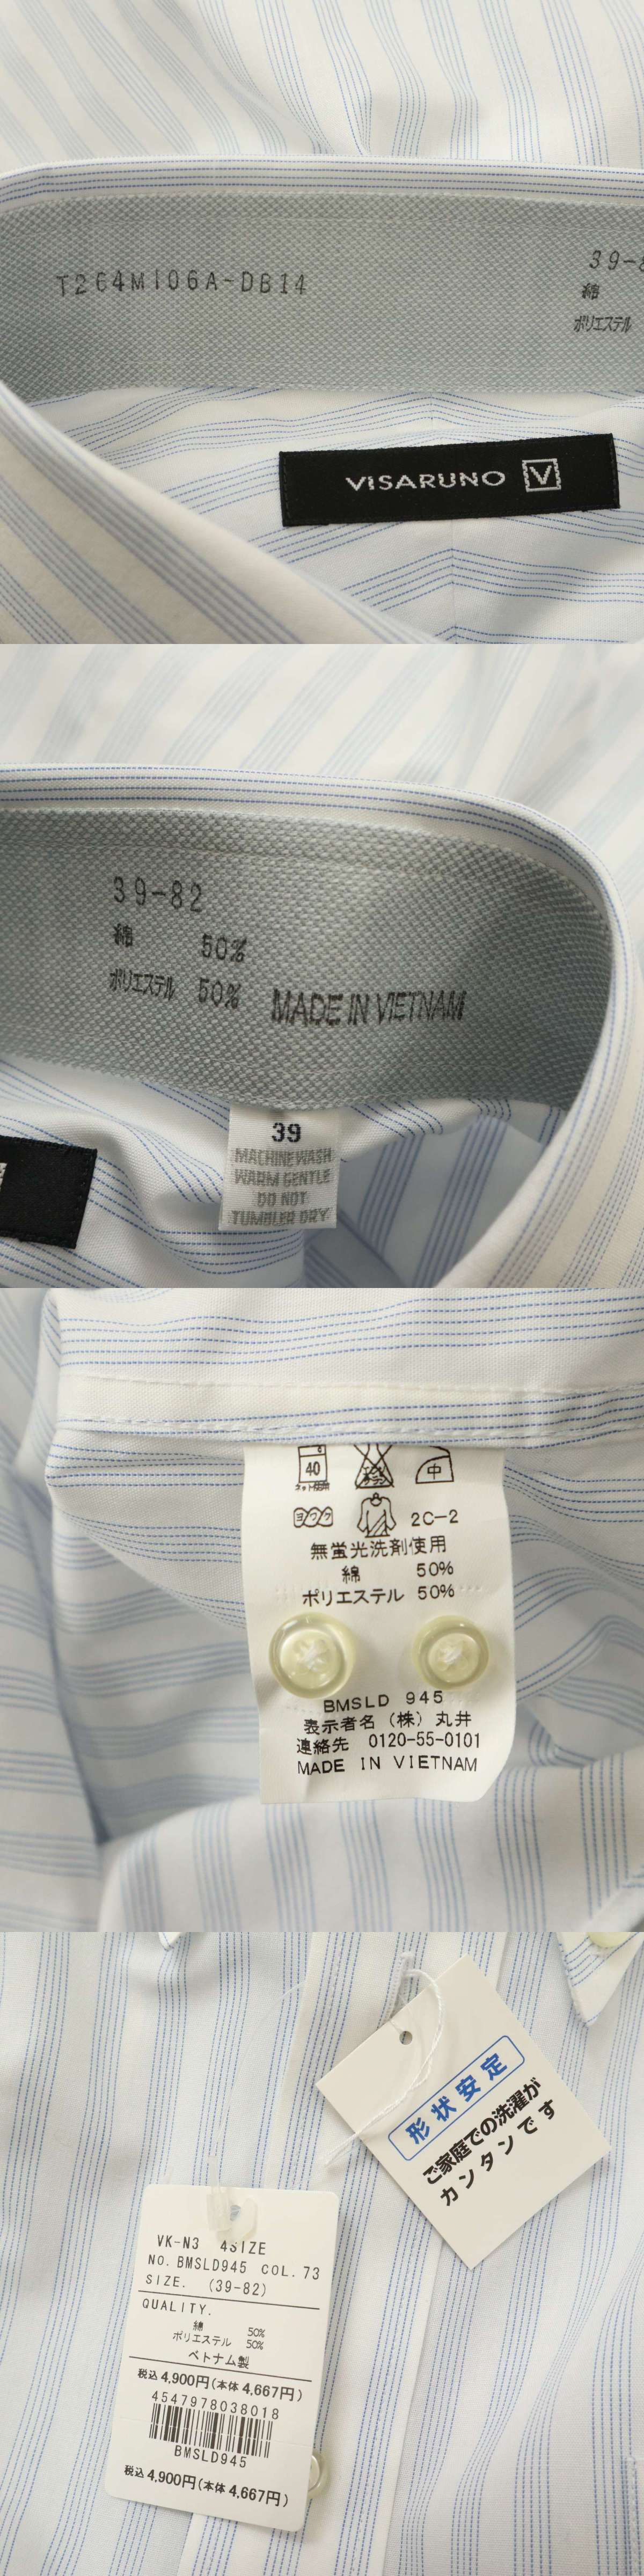 T264MI06A-DB14
39-8
綿
ポリエステル
VISARUNO V
39-82
綿 50%
ポリエステル 50% MADE IN VIETNAM
39
MACHINE WASH
WARM GENTLE
DO NOT
TUMBLER DRY
40
中
ヨワク
2C-2
無蛍光洗剤使用
綿 50%
ポリエステル 50%
BMSLD 945
表示者名 (株) 丸井
連絡先 0120-55-0101
MADE IN VIETNAM
形状安定
ご家庭での洗濯が
カンタンです
VK-N3 4SIZE
NO. BMSLD945 COL. 73
SIZE. (39-82)
QUALITY.
綿 50%
ポリエステル 50%
ベトナム製
税込 4,900円(本体 4,667円)
4547978038018
BMSLD945
税込 4,900円(本体 4,667円)